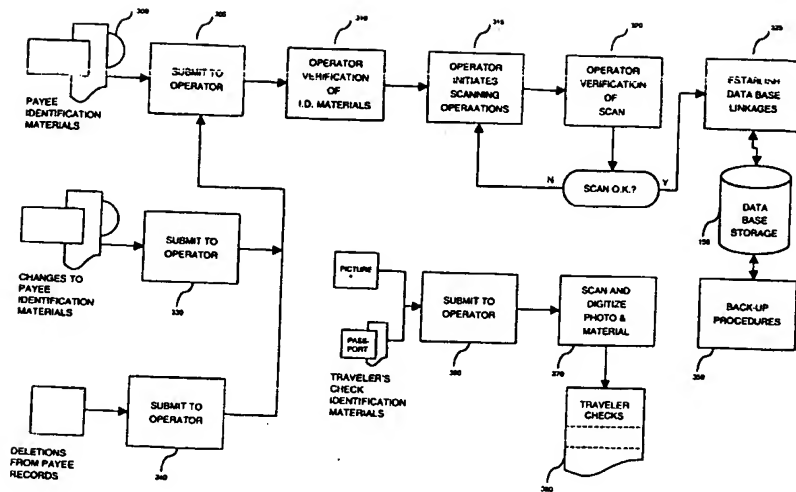 300
305
310
315
320
325
SUBMIT TO
OPERATOR
OPERATOR
VERIFICATION
OF
I.D. MATERIALS
OPERATOR
INITIATES
SCANNING
OPERAATIONS
OPERATOR
VERIFICATION
OF
SCAN
ESTABLISH
DATA BASE
LINKAGES
PAYEE
IDENTIFICATION
MATERIALS
N
SCAN O.K.?
Y
DATA
BASE
STORAGE
150
CHANGES TO
PAYEE
IDENTIFICATION
MATERIALS
SUBMIT TO
OPERATOR
330
PICTURE
PASS-
PORT
TRAVELER'S
CHECK
IDENTIFICATION
MATERIALS
SUBMIT TO
OPERATOR
360
SCAN AND
DIGITIZE
PHOTO &
MATERIAL
370
BACK-UP
PROCEDURES
350
DELETIONS
FROM PAYEE
RECORDS
SUBMIT TO
OPERATOR
340
TRAVELER
CHECKS
380